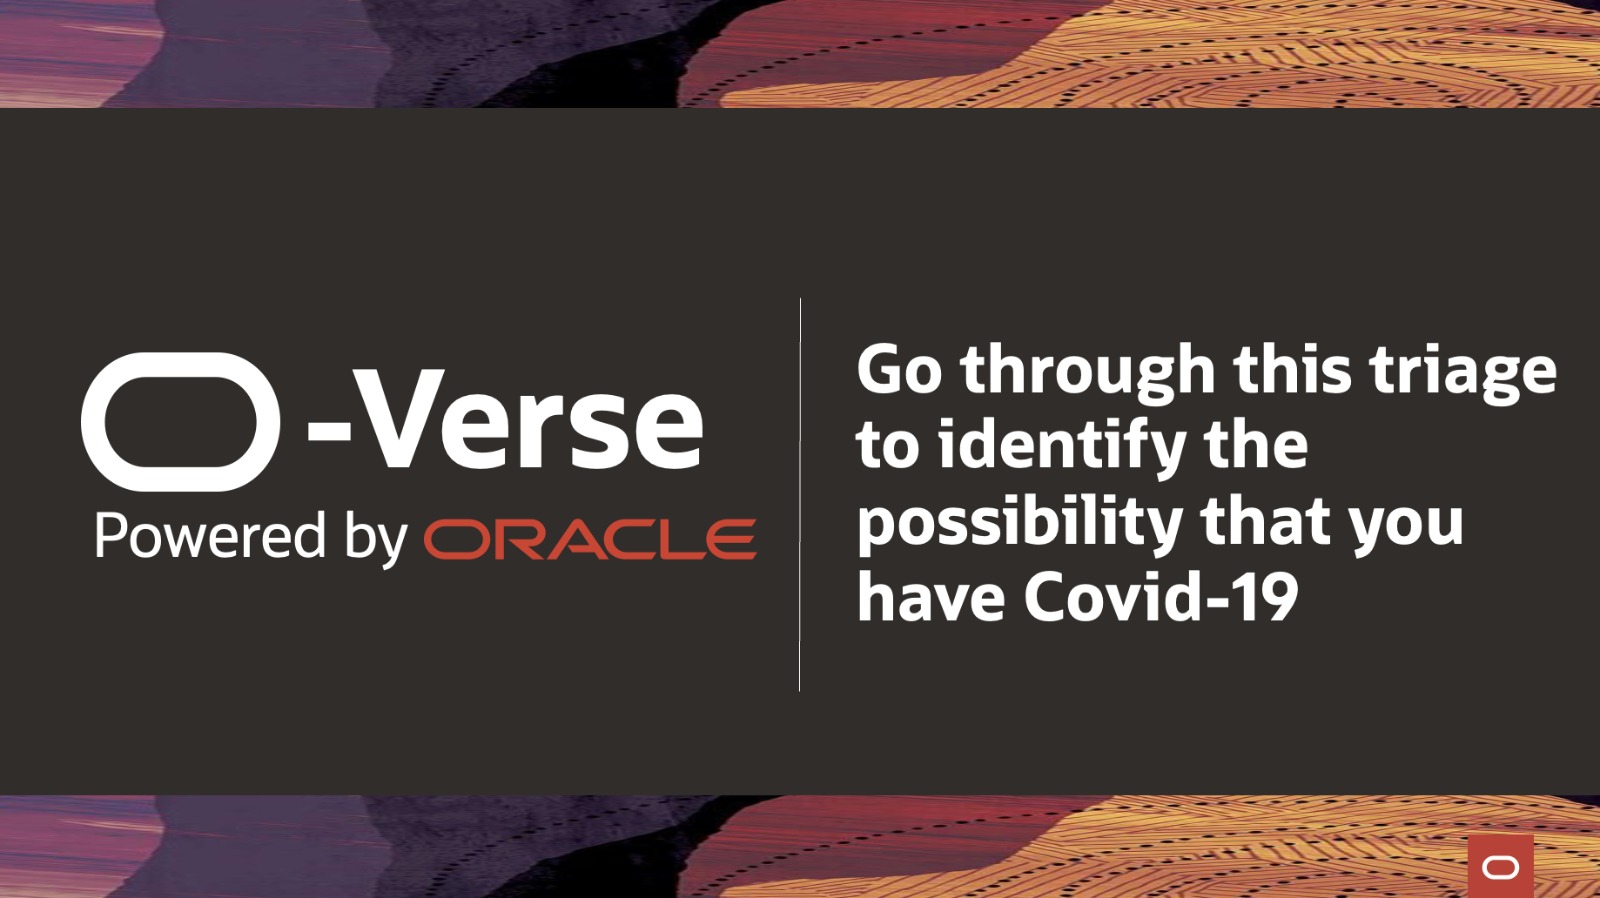 O-Verse
Powered by ORACLE
Go through this triage
to identify the
possibility that you
have Covid-19